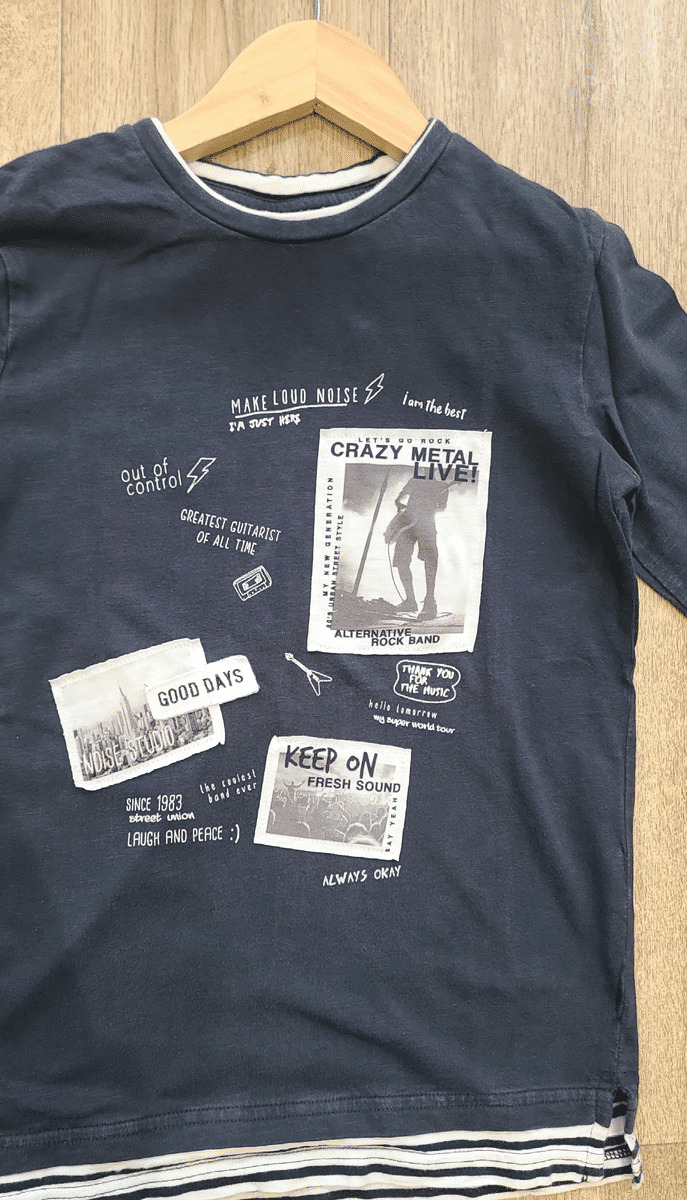 MAKE LOUD NOISE
I'M JUST HERE
i am the best
LET'S GO ROCK
CRAZY METAL
LIVE!
MY NEW GENERATION
80'S URBAN STREET STYLE
ALTERNATIVE
ROCK BAND
out of
control
GREATEST GUITARIST
OF ALL TIME
GOOD DAYS
NOISE STUDIO
THANK YOU
FOR
THE MUSIC
hello tomorrow
my super world tour
KEEP ON
FRESH SOUND
SAY YEAH
the coolest
band ever
SINCE 1983
street union
LAUGH AND PEACE :)
ALWAYS OKAY